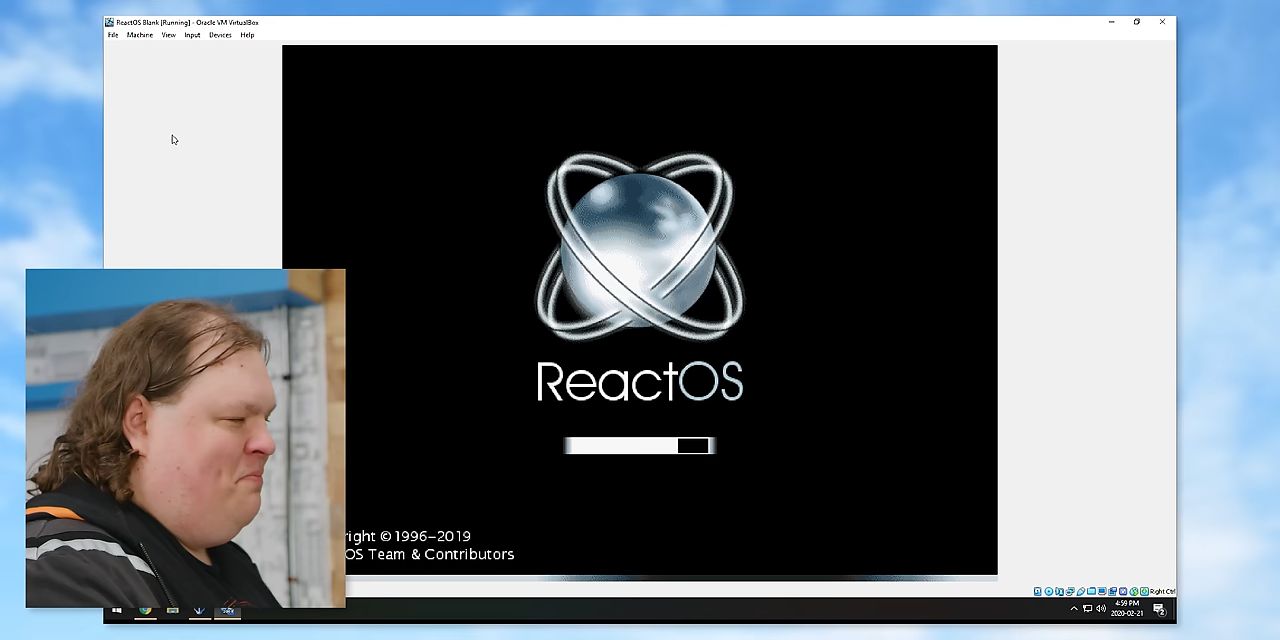 ReactOS Blank [Running] - Oracle VM VirtualBox
File Machine View Input Devices Help
ReactOS
right ©1996-2019
OS Team & Contributors
Right Ctrl
4:59 PM
2020-02-21
2